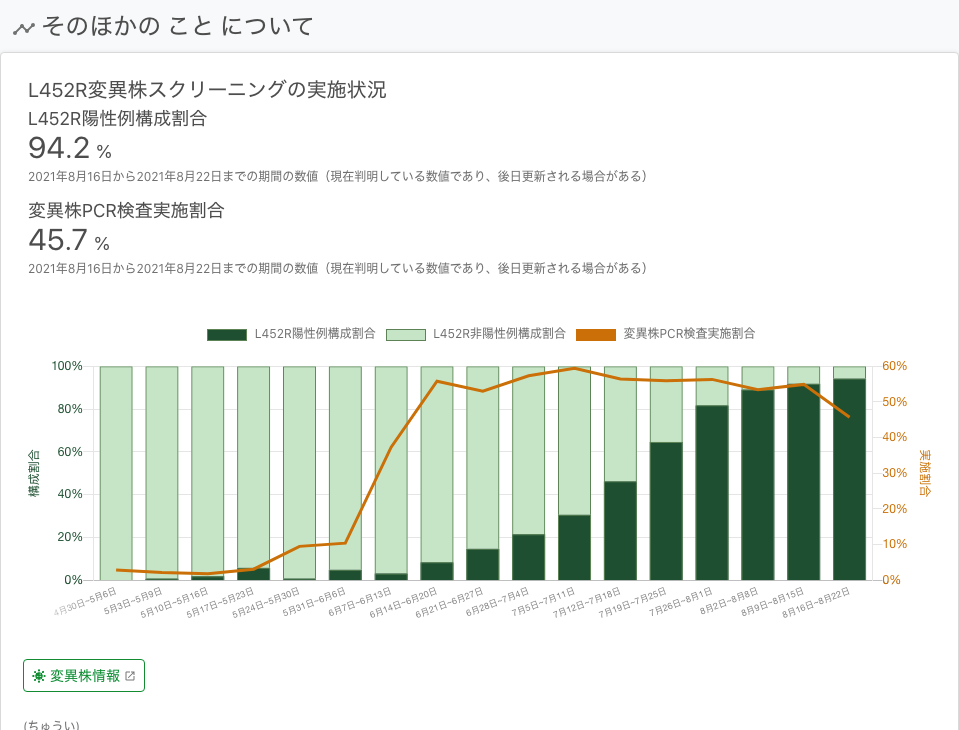 そのほかの こと について
L452R変異株スクリーニングの実施状況
L452R陽性例構成割合
94.2 %
2021年8月16日から2021年8月22日までの期間の数値（現在判明している数値であり、後日更新される場合がある）
変異株PCR検査実施割合
45.7 %
2021年8月16日から2021年8月22日までの期間の数値（現在判明している数値であり、後日更新される場合がある）
L452R陽性例構成割合 L452R非陽性例構成割合 変異株PCR検査実施割合
100%
80%
60%
40%
20%
0%
構成割合
60%
50%
40%
30%
20%
10%
0%
実施割合
4月30日~5月6日
5月3日~5月9日
5月10日~5月16日
5月17日~5月23日
5月24日~5月30日
5月31日~6月6日
6月7日~6月13日
6月14日~6月20日
6月21日~6月27日
6月28日~7月4日
7月5日~7月11日
7月12日~7月18日
7月19日~7月25日
7月26日~8月1日
8月2日~8月8日
8月9日~8月15日
8月16日~8月22日
変異株情報
(ちゅうい)